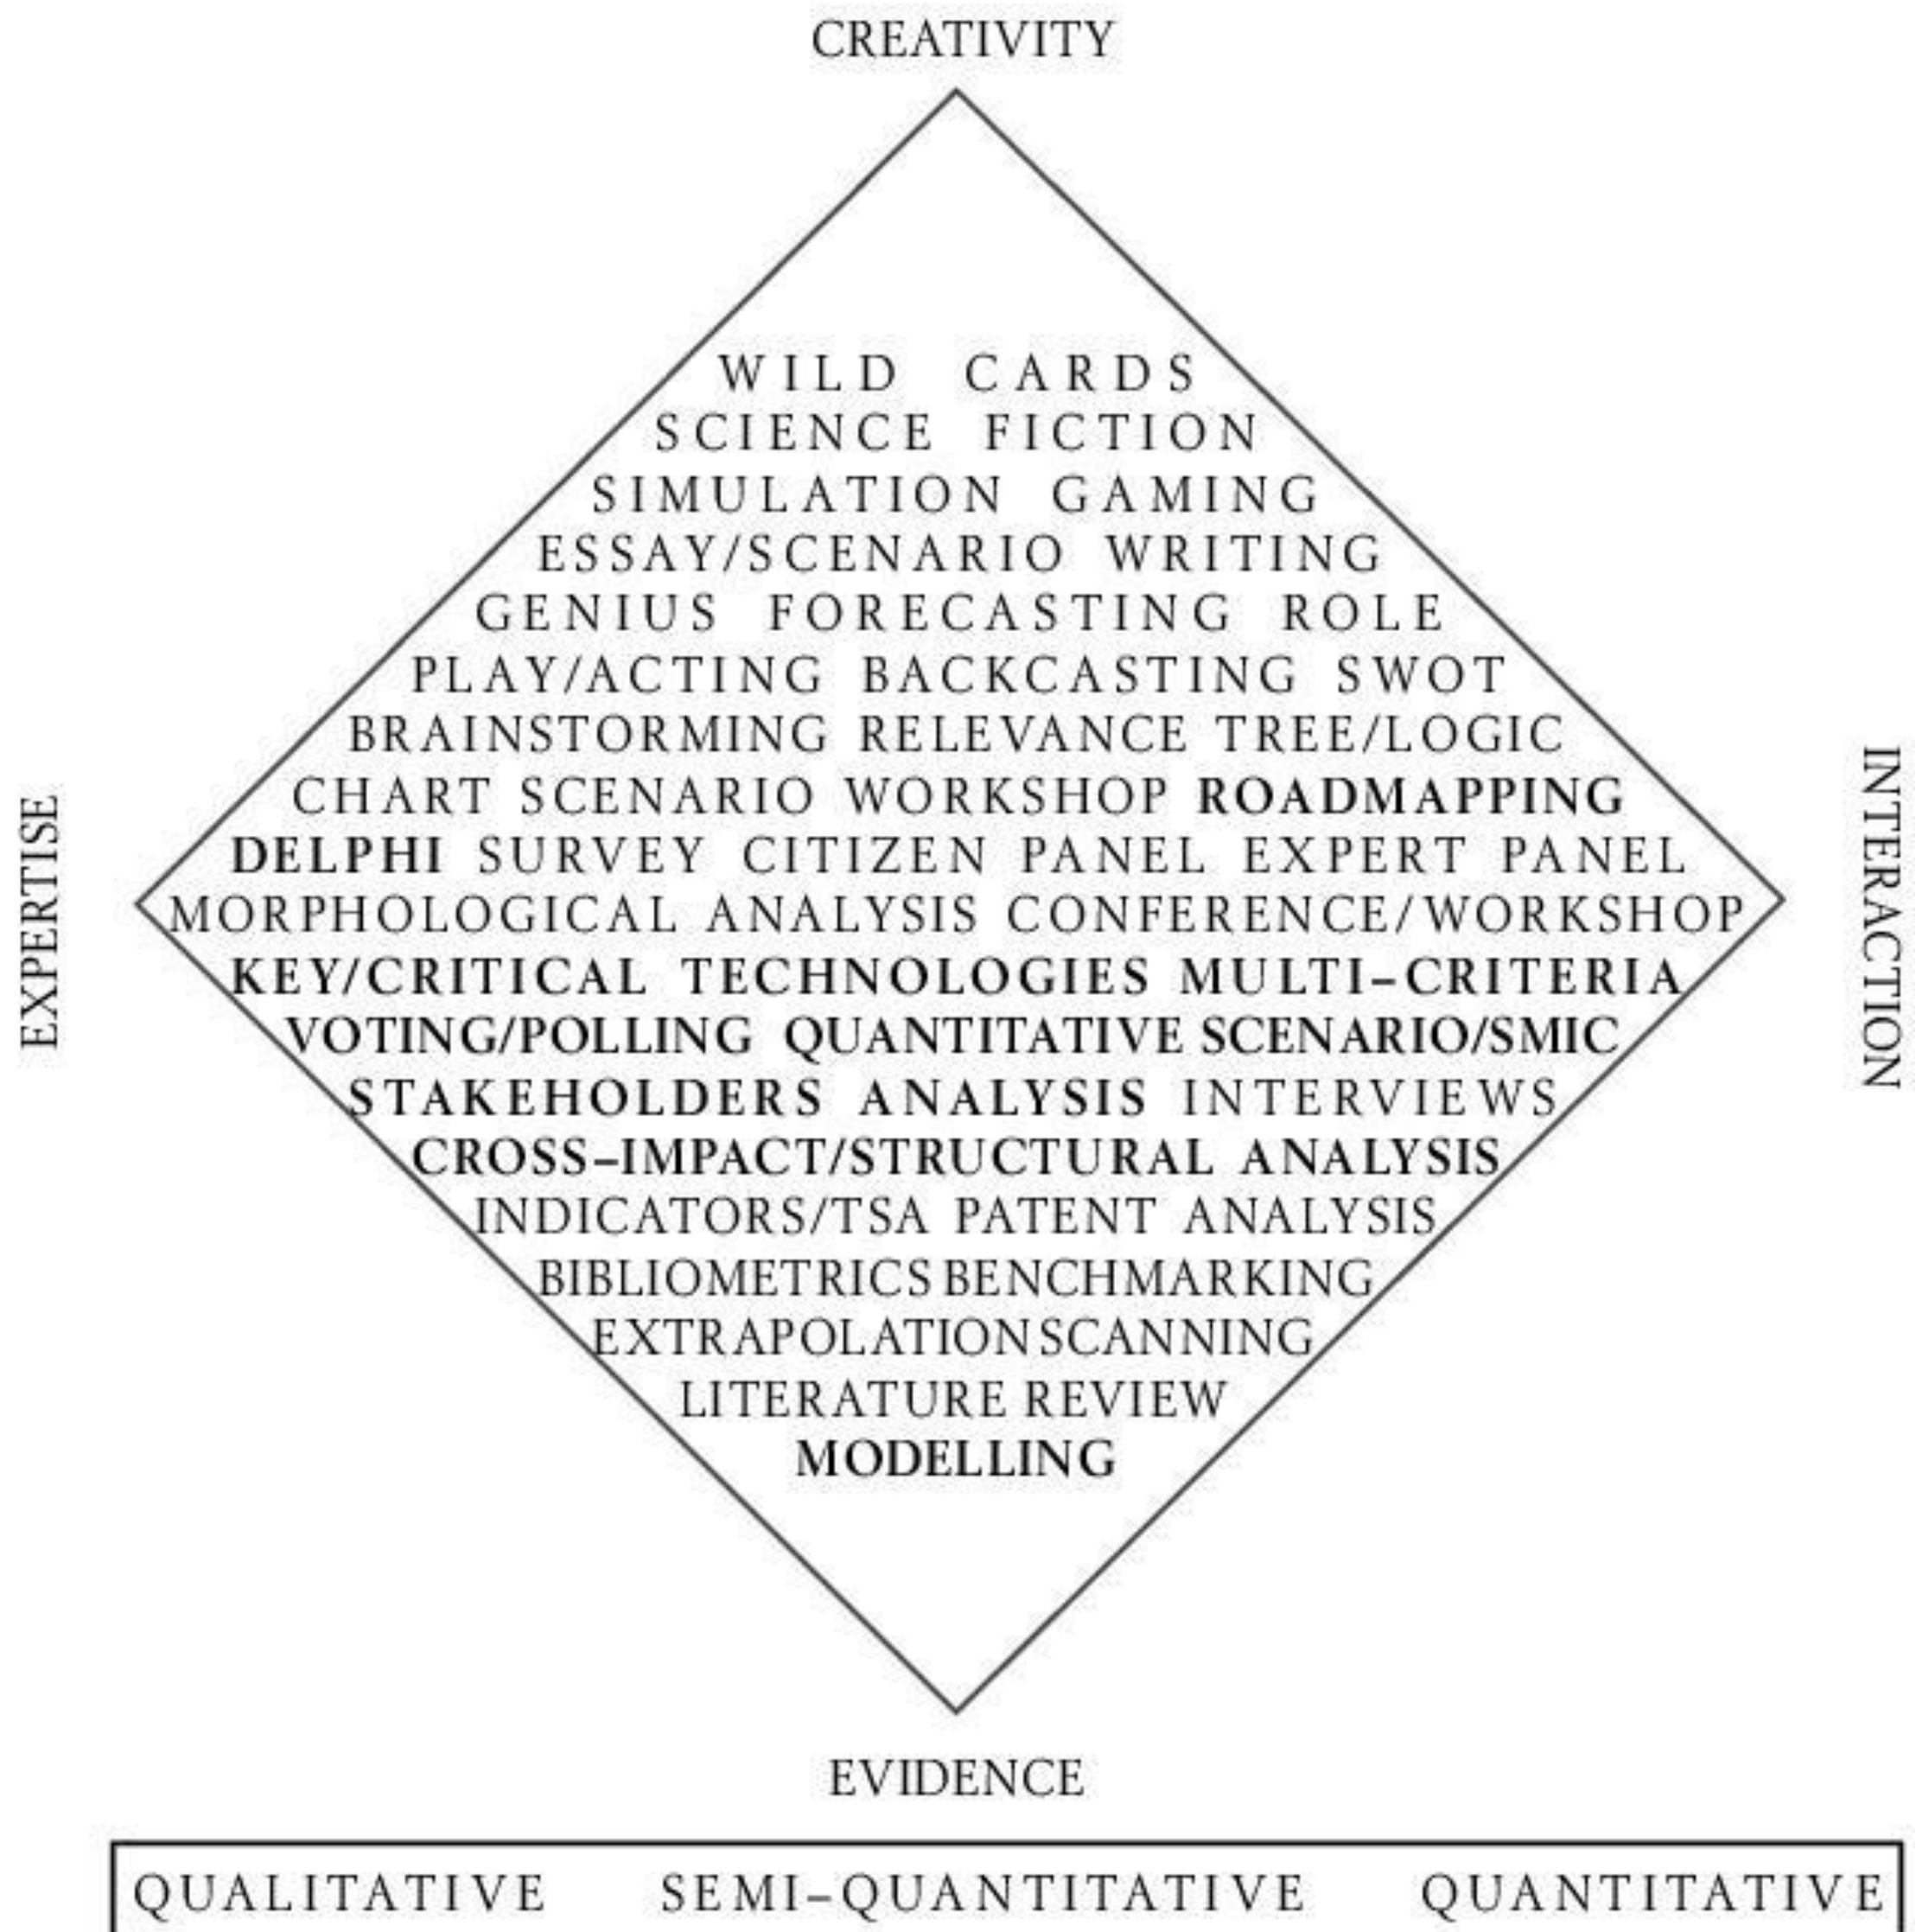 CREATIVITY
WILD CARDS
SCIENCE FICTION
SIMULATION GAMING
ESSAY/SCENARIO WRITING
GENIUS FORECASTING ROLE
PLAY/ACTING BACKCASTING SWOT
BRAINSTORMING RELEVANCE TREE/LOGIC
CHART SCENARIO WORKSHOP ROADMAPPING
DELPHI SURVEY CITIZEN PANEL EXPERT PANEL
MORPHOLOGICAL ANALYSIS CONFERENCE/WORKSHOP
KEY/CRITICAL TECHNOLOGIES MULTI-CRITERIA
VOTING/POLLING QUANTITATIVE SCENARIO/SMIC
STAKEHOLDERS ANALYSIS INTERVIEWS
CROSS-IMPACT/STRUCTURAL ANALYSIS
INDICATORS/TSA PATENT ANALYSIS
BIBLIOMETRICS BENCHMARKING
EXTRAPOLATION SCANNING
LITERATURE REVIEW
MODELLING
EXPERTISE
INTERACTION
EVIDENCE
QUALITATIVE SEMI-QUANTITATIVE QUANTITATIVE